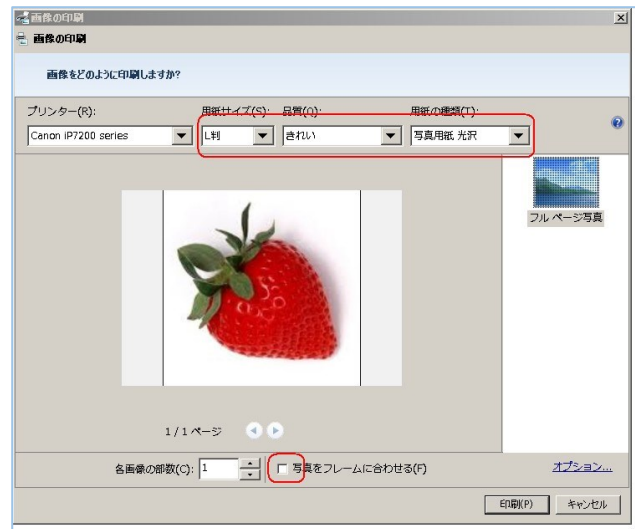 画像の印刷
画像の印刷
画像をどのように印刷しますか?
プリンター(R): 用紙サイズ(S): 品質(Q): 用紙の種類(T):
Canon iP7200 series L判 きれい 写真用紙 光沢
フル ページ写真
1 / 1 ページ
各画像の部数(C): 1 写真をフレームに合わせる(F) オプション...
印刷(P) キャンセル